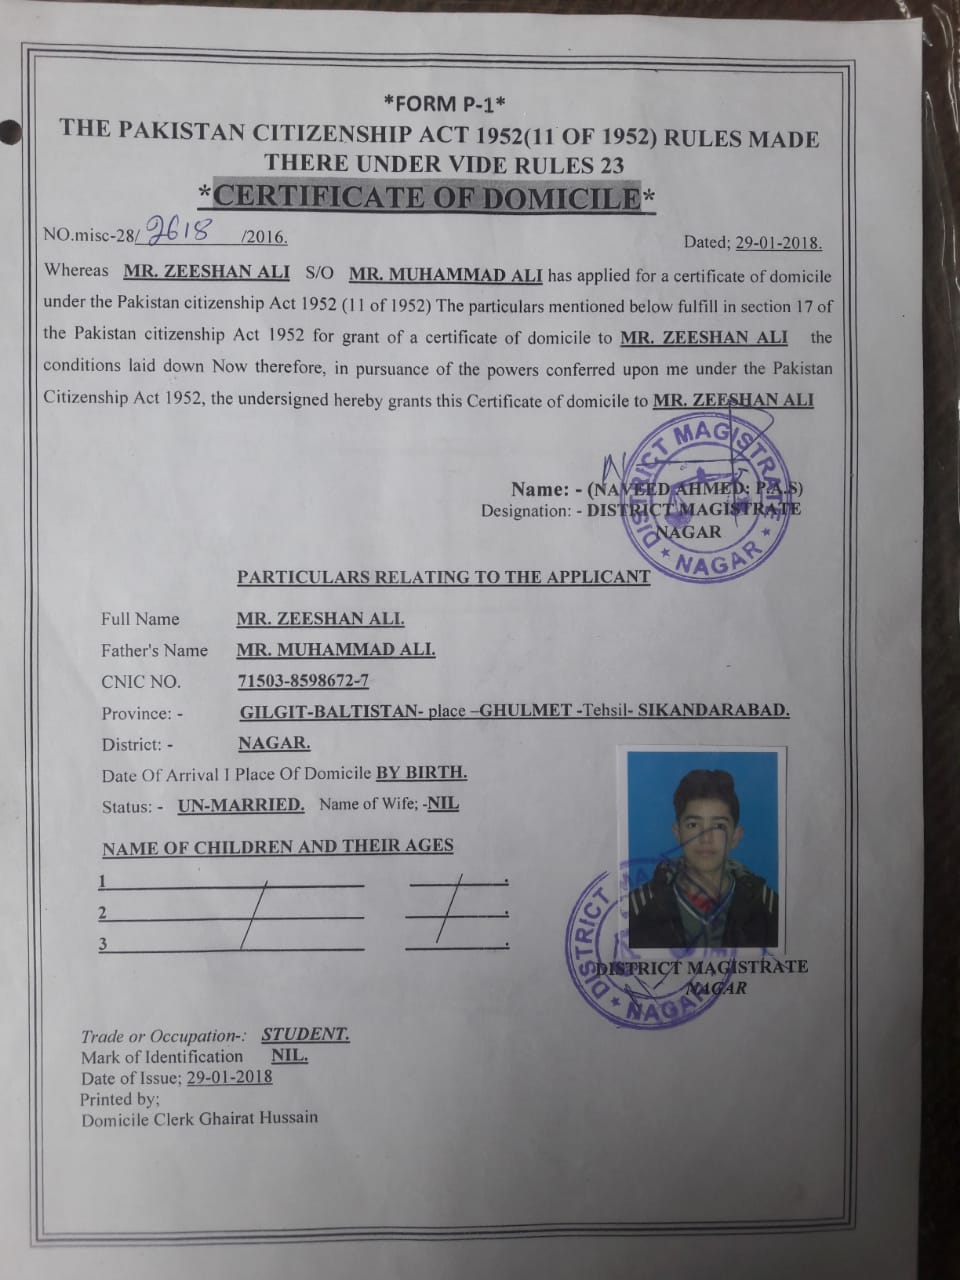 *FORM P-1*
THE PAKISTAN CITIZENSHIP ACT 1952(11 OF 1952) RULES MADE
THERE UNDER VIDE RULES 23
*CERTIFICATE OF DOMICILE*
NO.misc-28/ 2618 /2016.
Dated; 29-01-2018.
Whereas MR. ZEESHAN ALI S/O MR. MUHAMMAD ALI has applied for a certificate of domicile
under the Pakistan citizenship Act 1952 (11 of 1952) The particulars mentioned below fulfill in section 17 of
the Pakistan citizenship Act 1952 for grant of a certificate of domicile to MR. ZEESHAN ALI the
conditions laid down Now therefore, in pursuance of the powers conferred upon me under the Pakistan
Citizenship Act 1952, the undersigned hereby grants this Certificate of domicile to MR. ZEESHAN ALI
DISTRICT MAGISTRATE
★ NAGAR ★
Name: - (NAVEED AHMED: P.A.S)
Designation: - DISTRICT MAGISTRATE
NAGAR
PARTICULARS RELATING TO THE APPLICANT
Full Name MR. ZEESHAN ALI.
Father's Name MR. MUHAMMAD ALI.
CNIC NO. 71503-8598672-7
Province: - GILGIT-BALTISTAN- place –GHULMET -Tehsil- SIKANDARABAD.
District: - NAGAR.
Date Of Arrival I Place Of Domicile BY BIRTH.
Status: - UN-MARRIED. Name of Wife; -NIL
NAME OF CHILDREN AND THEIR AGES
1
2
3
DISTRICT MA
★ NAGAR
DISTRICT MAGISTRATE
NAGAR
Trade or Occupation-: STUDENT.
Mark of Identification NIL.
Date of Issue; 29-01-2018
Printed by;
Domicile Clerk Ghairat Hussain